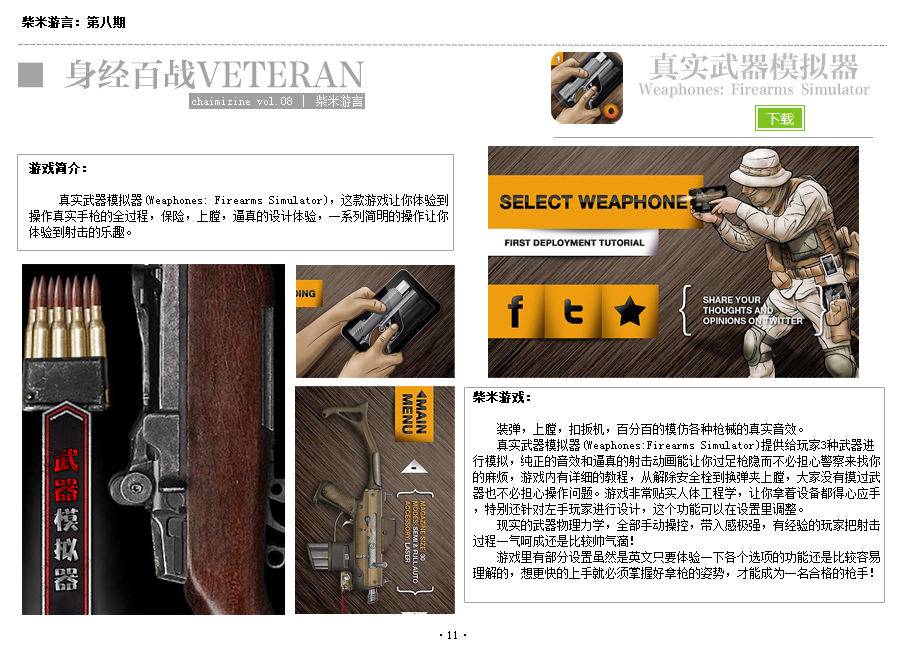 柴米游言：第八期
身经百战VETERAN
chaimizine vol.08 | 柴米游言
1
真实武器模拟器
Weaphones: Firearms Simulator
下载
游戏简介：
真实武器模拟器(Weaphones: Firearms Simulator)，这款游戏让你体验到
操作真实手枪的全过程，保险，上膛，逼真的设计体验，一系列简明的操作让你
体验到射击的乐趣。
SELECT WEAPHONE
FIRST DEPLOYMENT TUTORIAL
SHARE YOUR
THOUGHTS AND
OPINIONS ON TWITTER
武器模拟器
DING
MAIN
MENU
MAGAZINE SIZE: 30
MODES: SEMI & FULL AUTO
ACCESSORY: LASER
柴米游戏：
装弹，上膛，扣扳机，百分百的模仿各种枪械的真实音效。
真实武器模拟器(Weaphones:Firearms Simulator)提供给玩家3种武器进
行模拟，纯正的音效和逼真的射击动画能让你过足枪隐而不必担心警察来找你
的麻烦，游戏内有详细的教程，从解除安全栓到换弹夹上膛，大家没有摸过武
器也不必担心操作问题。游戏非常贴实人体工程学，让你拿着设备都得心应手
，特别还针对左手玩家进行设计，这个功能可以在设置里调整。
现实的武器物理力学，全部手动操控，带入感极强，有经验的玩家把射击
过程一气呵成还是比较帅气滴！
游戏里有部分设置虽然是英文只要体验一下各个选项的功能还是比较容易
理解的，想更快的上手就必须掌握好拿枪的姿势，才能成为一名合格的枪手！
·11·